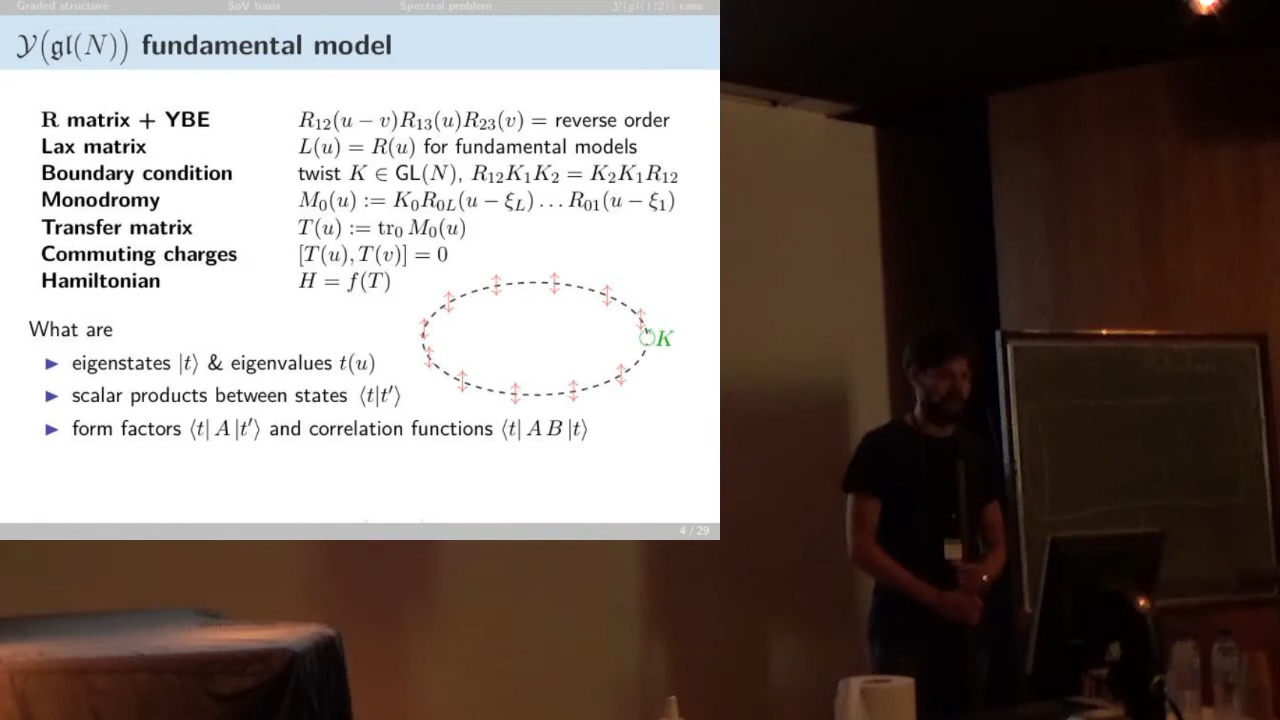 Graded structure SoV basis Spectral problem 𝒴(𝔤𝔩(1|2)) case
𝒴(𝔤𝔩(N)) fundamental model
R matrix + YBE R₁₂(u − v)R₁₃(u)R₂₃(v) = reverse order
Lax matrix L(u) = R(u) for fundamental models
Boundary condition twist K ∈ GL(N), R₁₂K₁K₂ = K₂K₁R₁₂
Monodromy M₀(u) := K₀R₀L(u − ξL) … R₀₁(u − ξ₁)
Transfer matrix T(u) := tr₀ M₀(u)
Commuting charges [T(u), T(v)] = 0
Hamiltonian H = f(T)
K
What are
▶ eigenstates |t⟩ & eigenvalues t(u)
▶ scalar products between states ⟨t|t′⟩
▶ form factors ⟨t| A |t′⟩ and correlation functions ⟨t| A B |t⟩
4 / 29